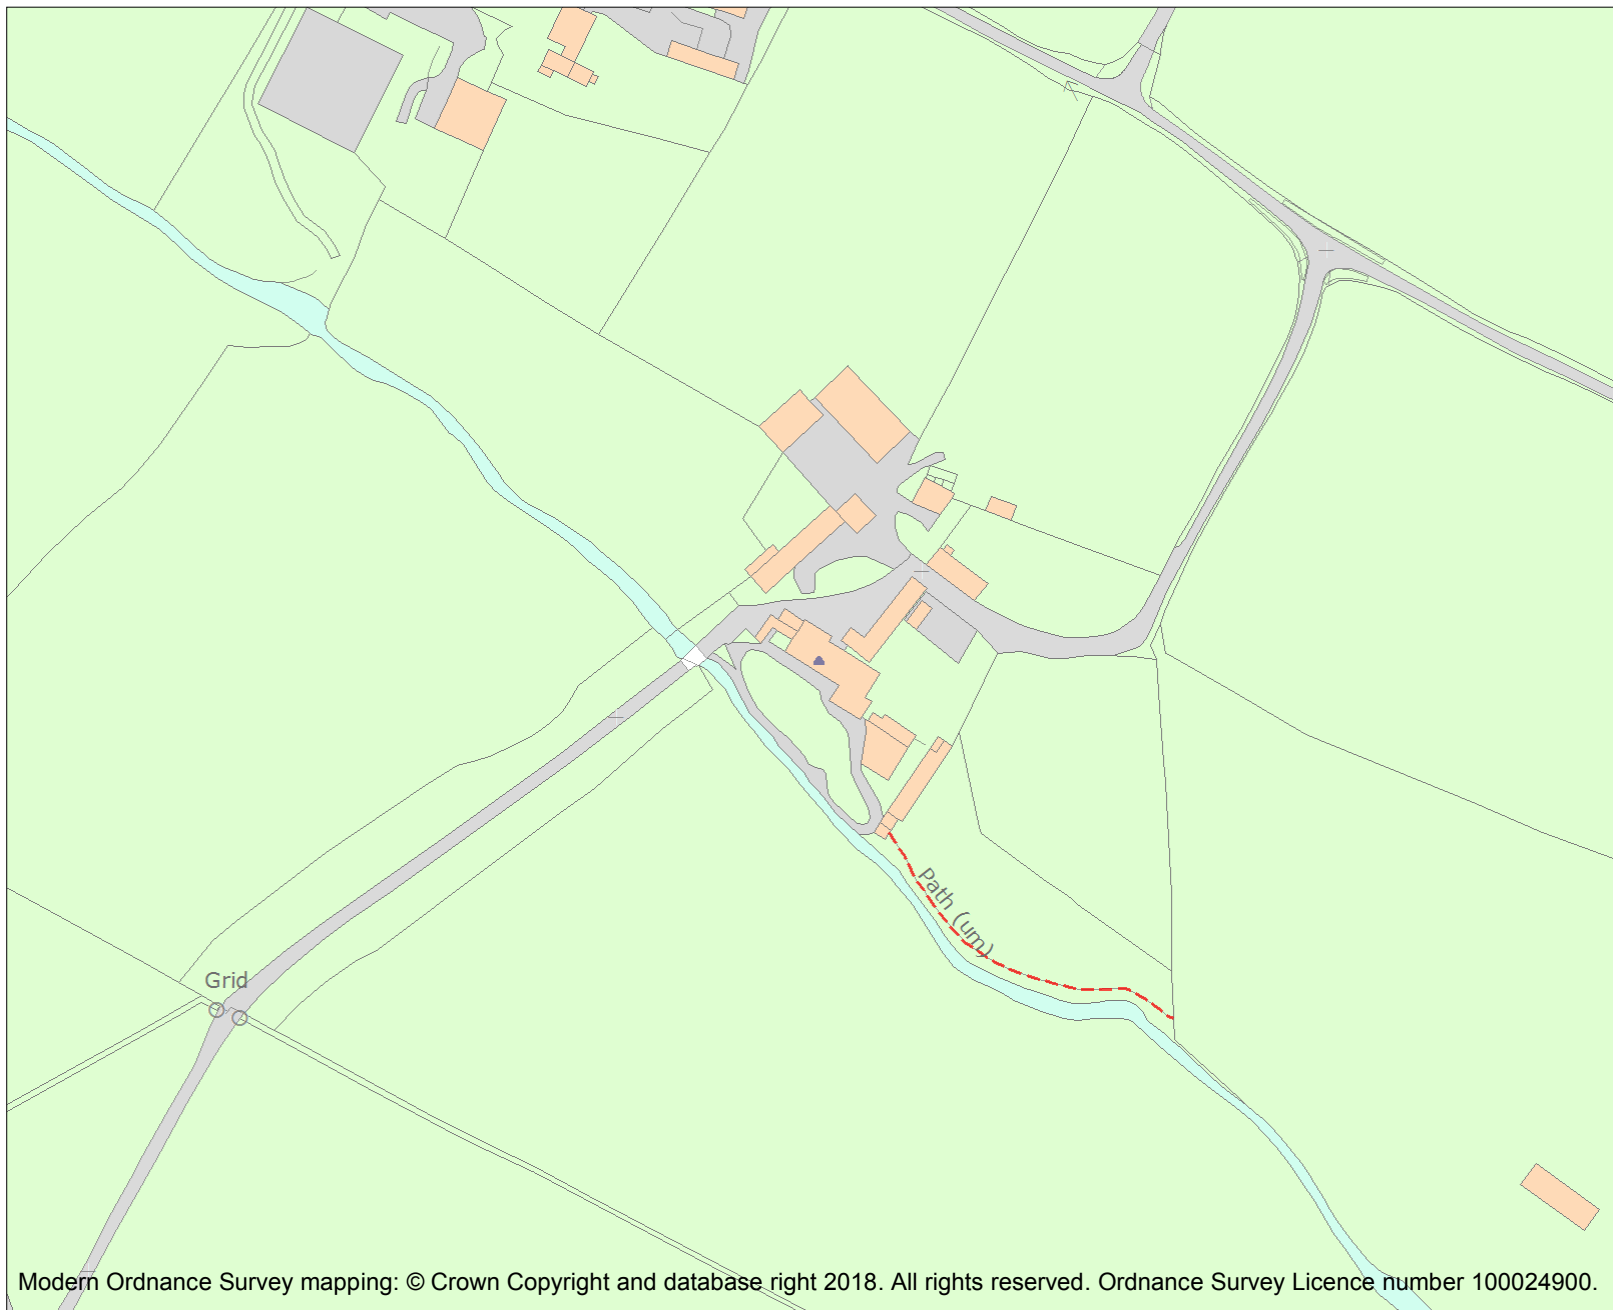 Path (um)
Grid
Modern Ordnance Survey mapping: © Crown Copyright and database right 2018. All rights reserved. Ordnance Survey Licence number 100024900.